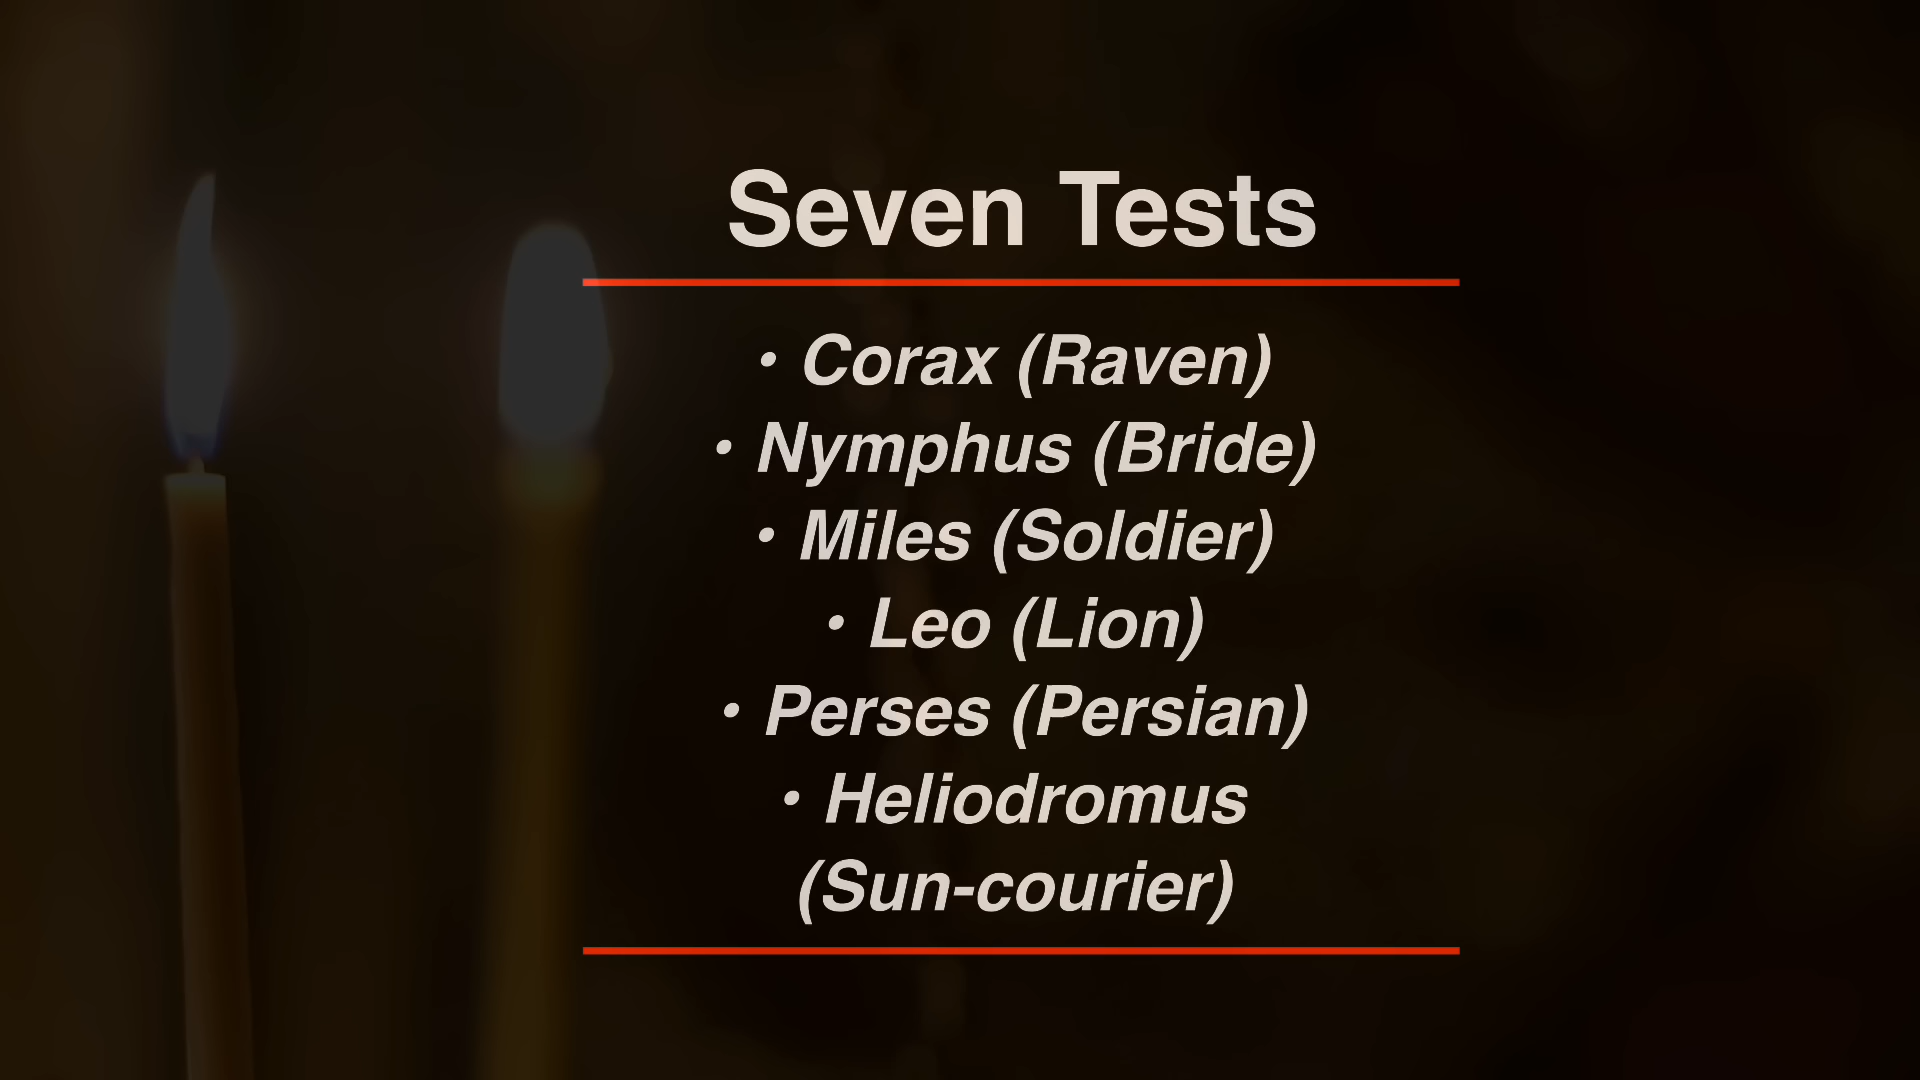 Seven Tests
• Corax (Raven)
• Nymphus (Bride)
• Miles (Soldier)
• Leo (Lion)
• Perses (Persian)
• Heliodromus
(Sun-courier)